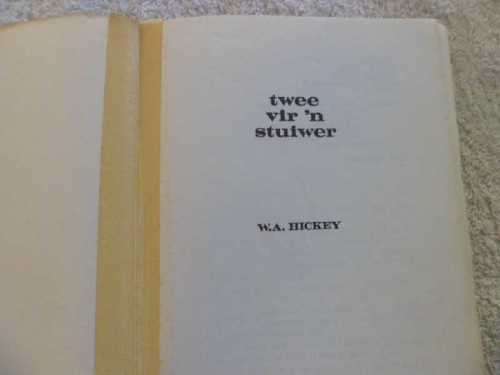 twee
vir 'n
stuiwer
W.A. HICKEY